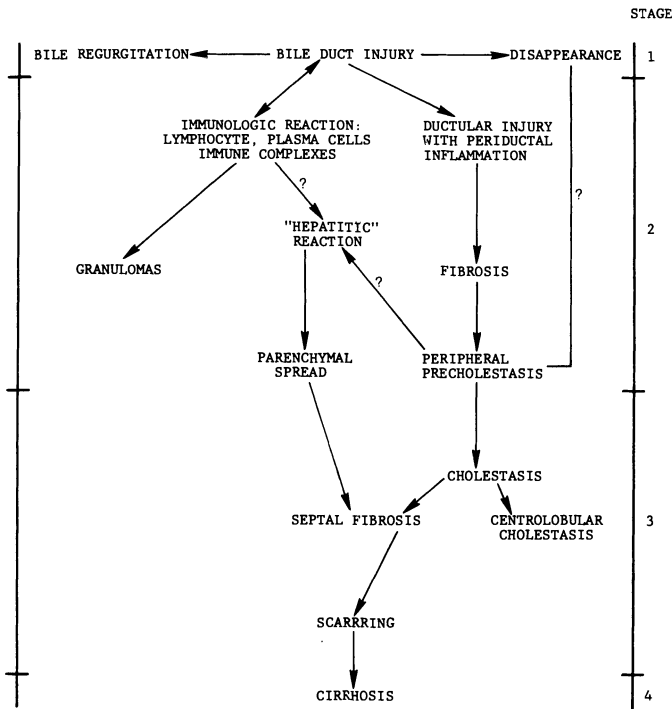 STAGE
BILE REGURGITATION BILE DUCT INJURY DISAPPEARANCE 1
IMMUNOLOGIC REACTION:
LYMPHOCYTE, PLASMA CELLS
IMMUNE COMPLEXES
DUCTULAR INJURY
WITH PERIDUCTAL
INFLAMMATION
?
?
"HEPATITIC"
REACTION
2
GRANULOMAS
FIBROSIS
?
PARENCHYMAL
SPREAD
PERIPHERAL
PRECHOLESTASIS
CHOLESTASIS
SEPTAL FIBROSIS
CENTROLOBULAR
CHOLESTASIS
3
SCARRRING
CIRRHOSIS 4